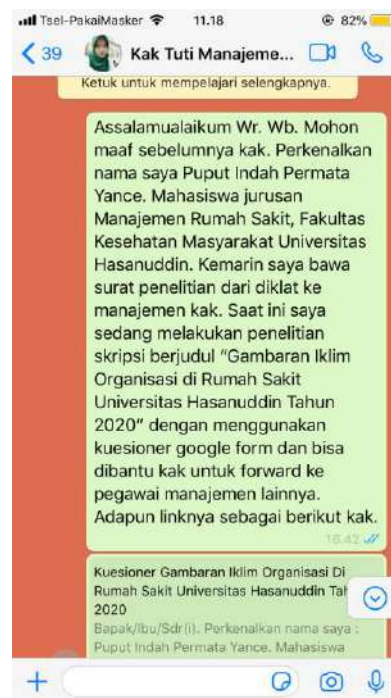 Tsel-PakaiMasker 11.18 82%
39 Kak Tuti Manajeme...
Ketuk untuk mempelajari selengkapnya.
Assalamualaikum Wr. Wb. Mohon
maaf sebelumnya kak. Perkenalkan
nama saya Puput Indah Permata
Yance. Mahasiswa jurusan
Manajemen Rumah Sakit, Fakultas
Kesehatan Masyarakat Universitas
Hasanuddin. Kemarin saya bawa
surat penelitian dari diklat ke
manajemen kak. Saat ini saya
sedang melakukan penelitian
skripsi berjudul "Gambaran Iklim
Organisasi di Rumah Sakit
Universitas Hasanuddin Tahun
2020" dengan menggunakan
kuesioner google form dan bisa
dibantu kak untuk forward ke
pegawai manajemen lainnya.
Adapun linknya sebagai berikut kak.
16.42
Kuesioner Gambaran Iklim Organisasi Di
Rumah Sakit Universitas Hasanuddin Tah
2020
Bapak/Ibu/Sdr(i). Perkenalkan nama saya :
Puput Indah Permata Yance. Mahasiswa